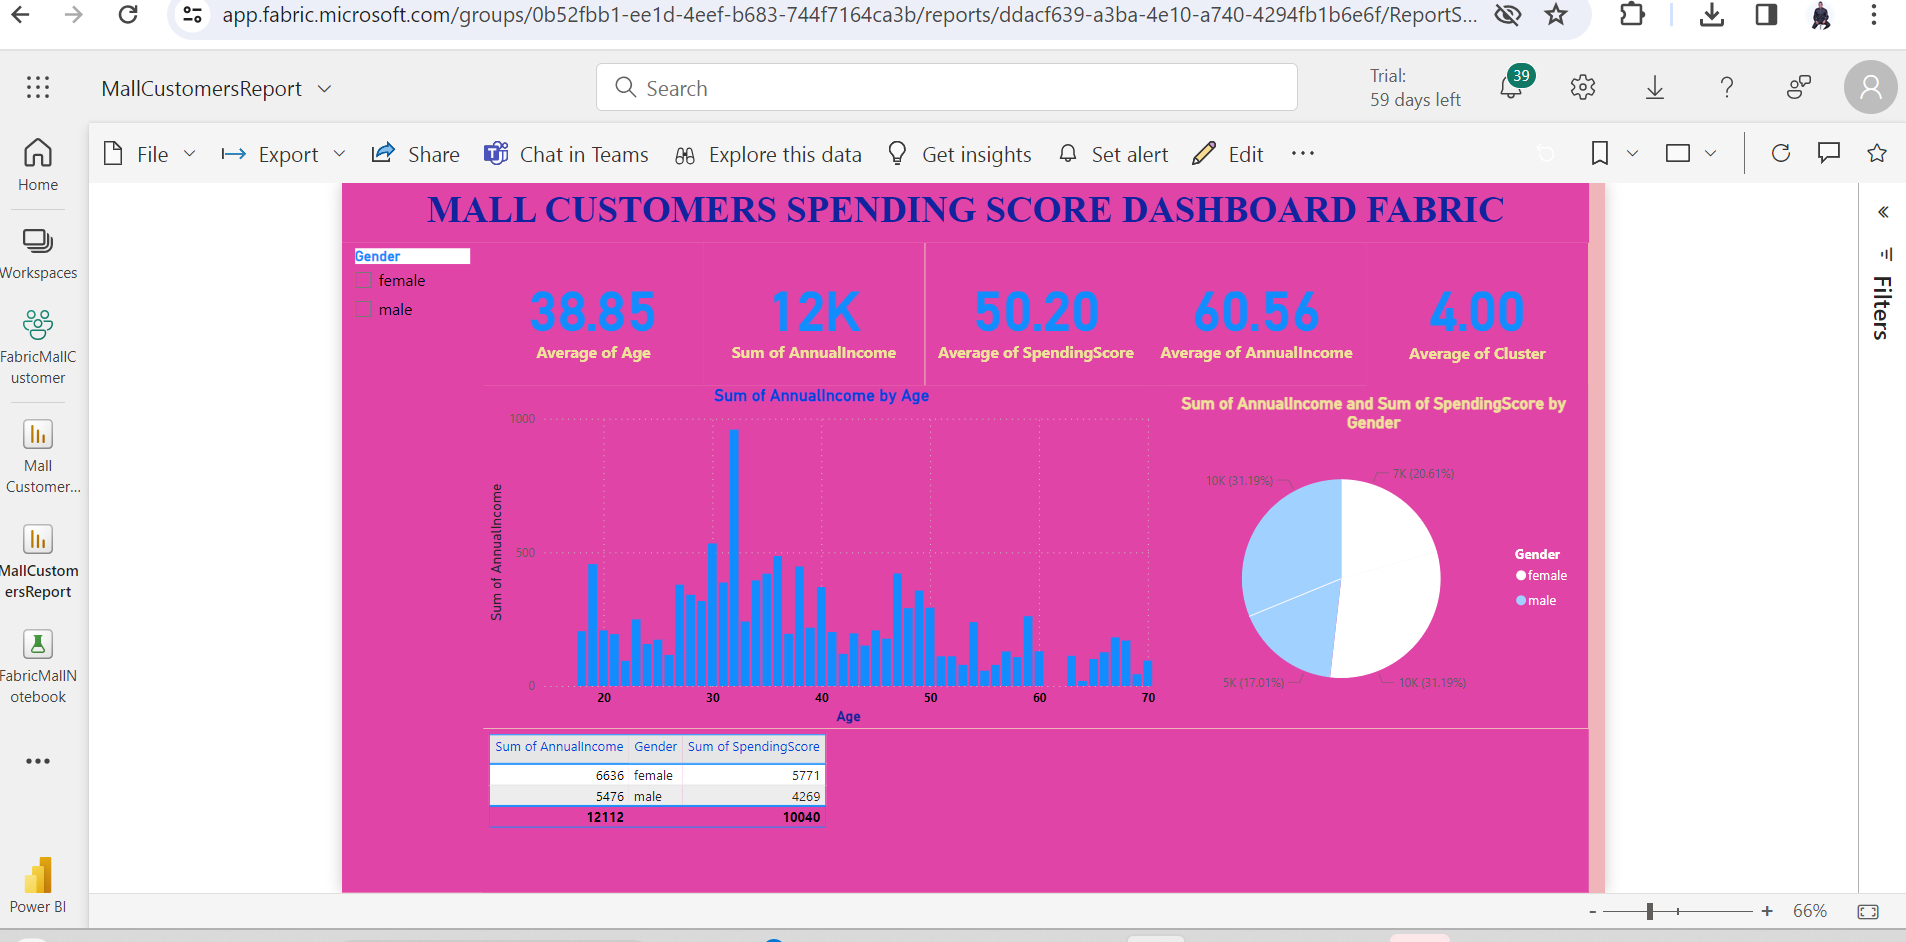 app.fabric.microsoft.com/groups/0b52fbb1-ee1d-4eef-b683-744f7164ca3b/reports/ddacf639-a3ba-4e10-a740-4294fb1b6e6f/ReportS...
MallCustomersReport
Search
Trial:
59 days left
39
File
Export
Share
Chat in Teams
Explore this data
Get insights
Set alert
Edit
Home
Workspaces
FabricMallC
ustomer
Mall
Customer...
MallCustom
ersReport
FabricMallN
otebook
Power BI
MALL CUSTOMERS SPENDING SCORE DASHBOARD FABRIC
Gender
female
male
38.85
Average of Age
12K
Sum of AnnualIncome
50.20
Average of SpendingScore
60.56
Average of AnnualIncome
4.00
Average of Cluster
Sum of AnnualIncome by Age
Sum of AnnualIncome
1000
500
0
20 30 40 50 60 70
Age
Sum of AnnualIncome and Sum of SpendingScore by
Gender
10K (31.19%)
7K (20.61%)
5K (17.01%)
10K (31.19%)
Gender
female
male
Sum of AnnualIncome Gender Sum of SpendingScore
6636 female 5771
5476 male 4269
12112 10040
Filters
- + 66%